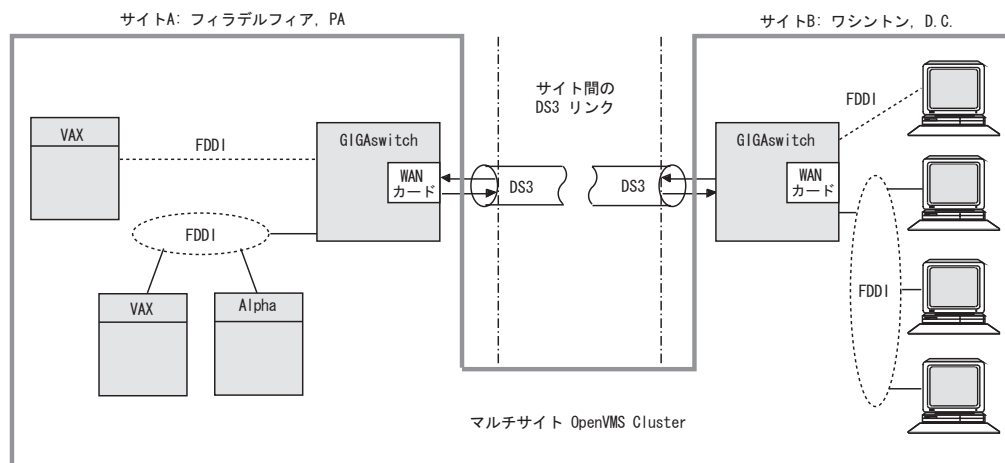 サイトA: フィラデルフィア, PA
サイトB: ワシントン, D.C.
サイト間の
DS3 リンク
VAX
FDDI
GIGAswitch
WAN
カード
DS3
DS3
GIGAswitch
WAN
カード
FDDI
FDDI
VAX
Alpha
FDDI
マルチサイト OpenVMS Cluster